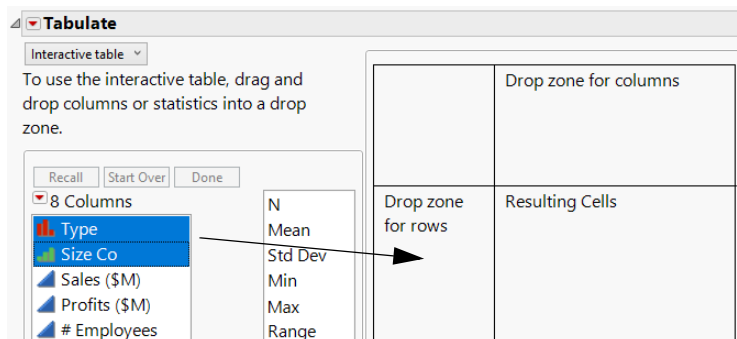 Tabulate
Interactive table
To use the interactive table, drag and
drop columns or statistics into a drop
zone.
Recall Start Over Done
8 Columns
Type
Size Co
Sales ($M)
Profits ($M)
# Employees
N
Mean
Std Dev
Min
Max
Range
Drop zone for columns
Drop zone
for rows
Resulting Cells